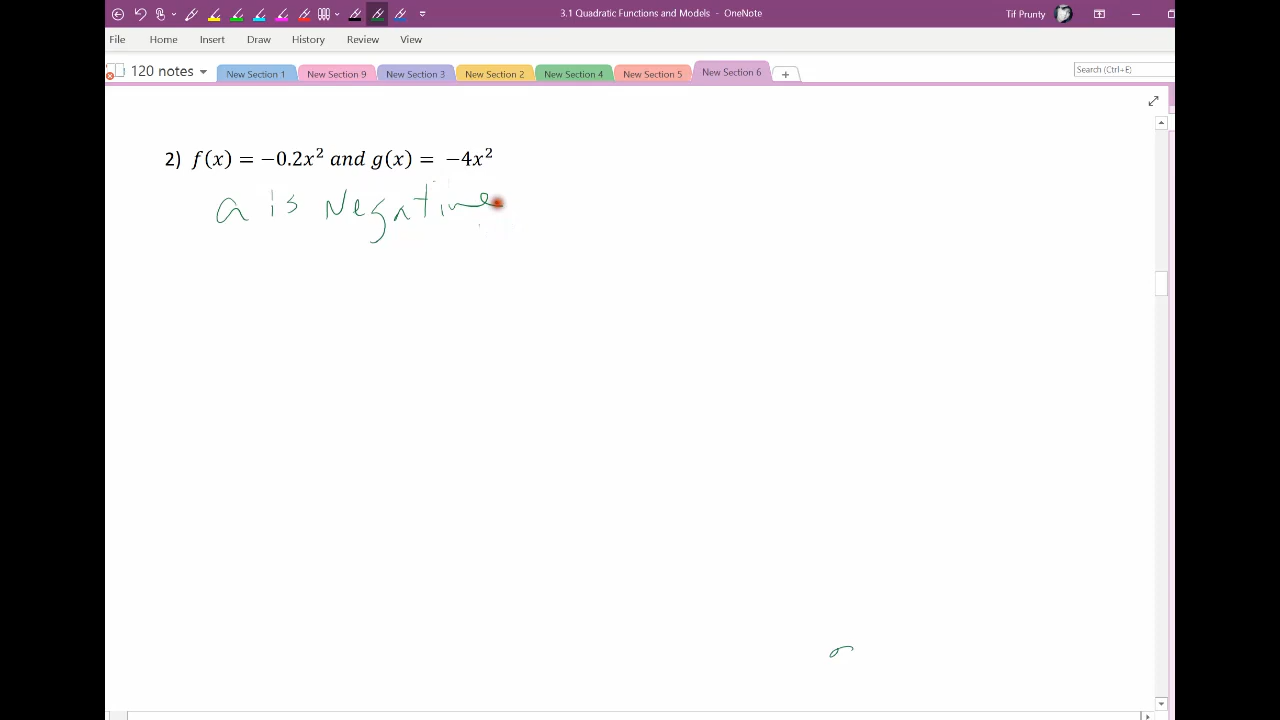 3.1 Quadratic Functions and Models - OneNote
Tif Prunty
File Home Insert Draw History Review View
120 notes New Section 1 New Section 9 New Section 3 New Section 2 New Section 4 New Section 5 New Section 6 +
Search (Ctrl+E)
2) f(x) = −0.2x² and g(x) = −4x²
a is Negative